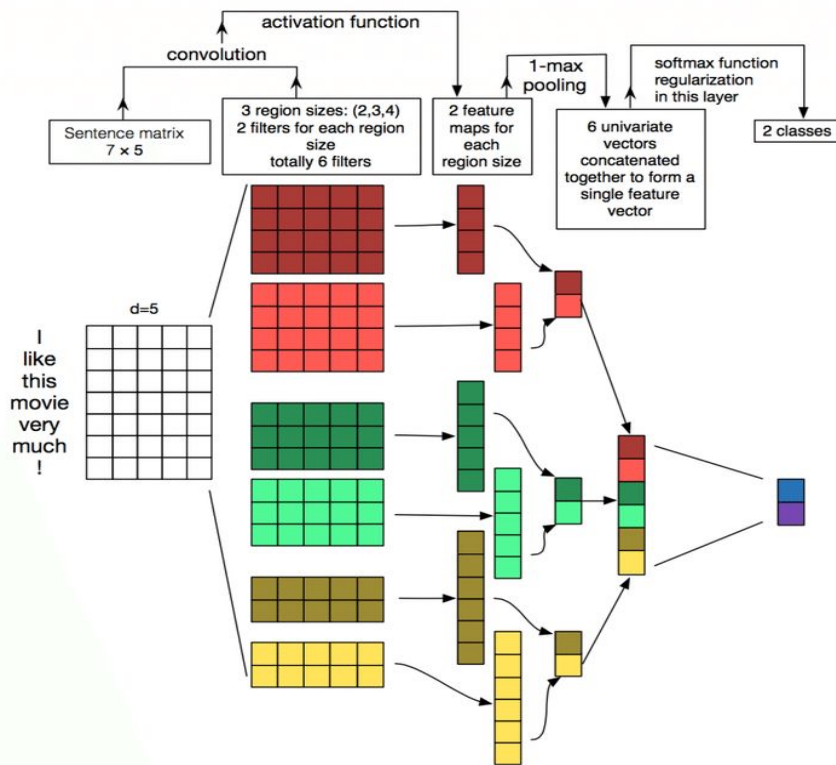 activation function
convolution
1-max
pooling
softmax function
regularization
in this layer
Sentence matrix
7 × 5
3 region sizes: (2,3,4)
2 filters for each region
size
totally 6 filters
2 feature
maps for
each
region size
6 univariate
vectors
concatenated
together to form a
single feature
vector
2 classes
d=5
I
like
this
movie
very
much
!